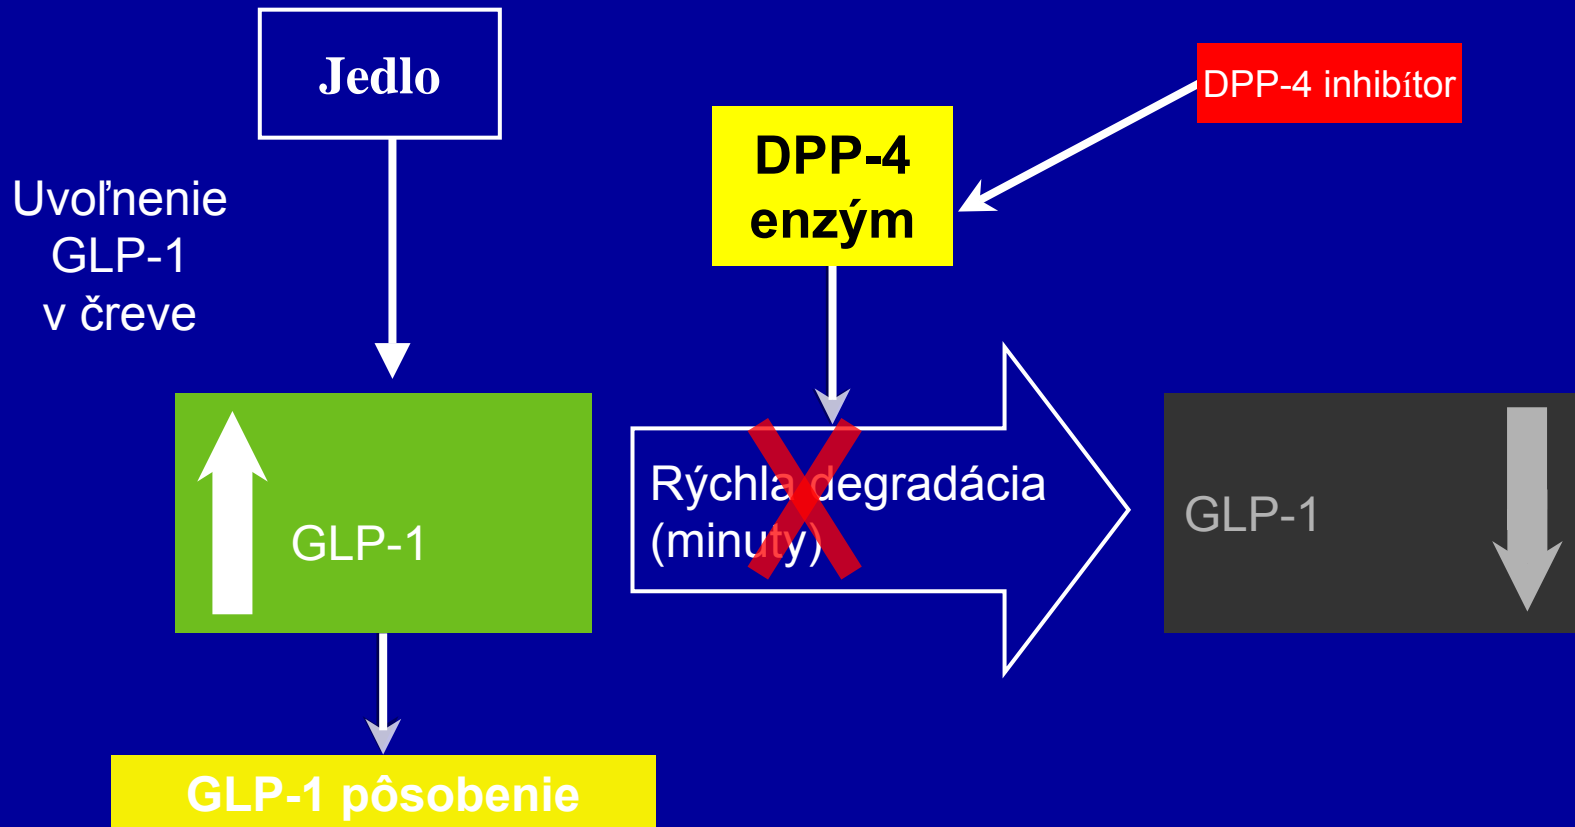 Jedlo
DPP-4 inhibítor
DPP-4
enzým
Uvoľnenie
GLP-1
v čreve
GLP-1
Rýchla degradácia
(minuty)
GLP-1
GLP-1 pôsobenie